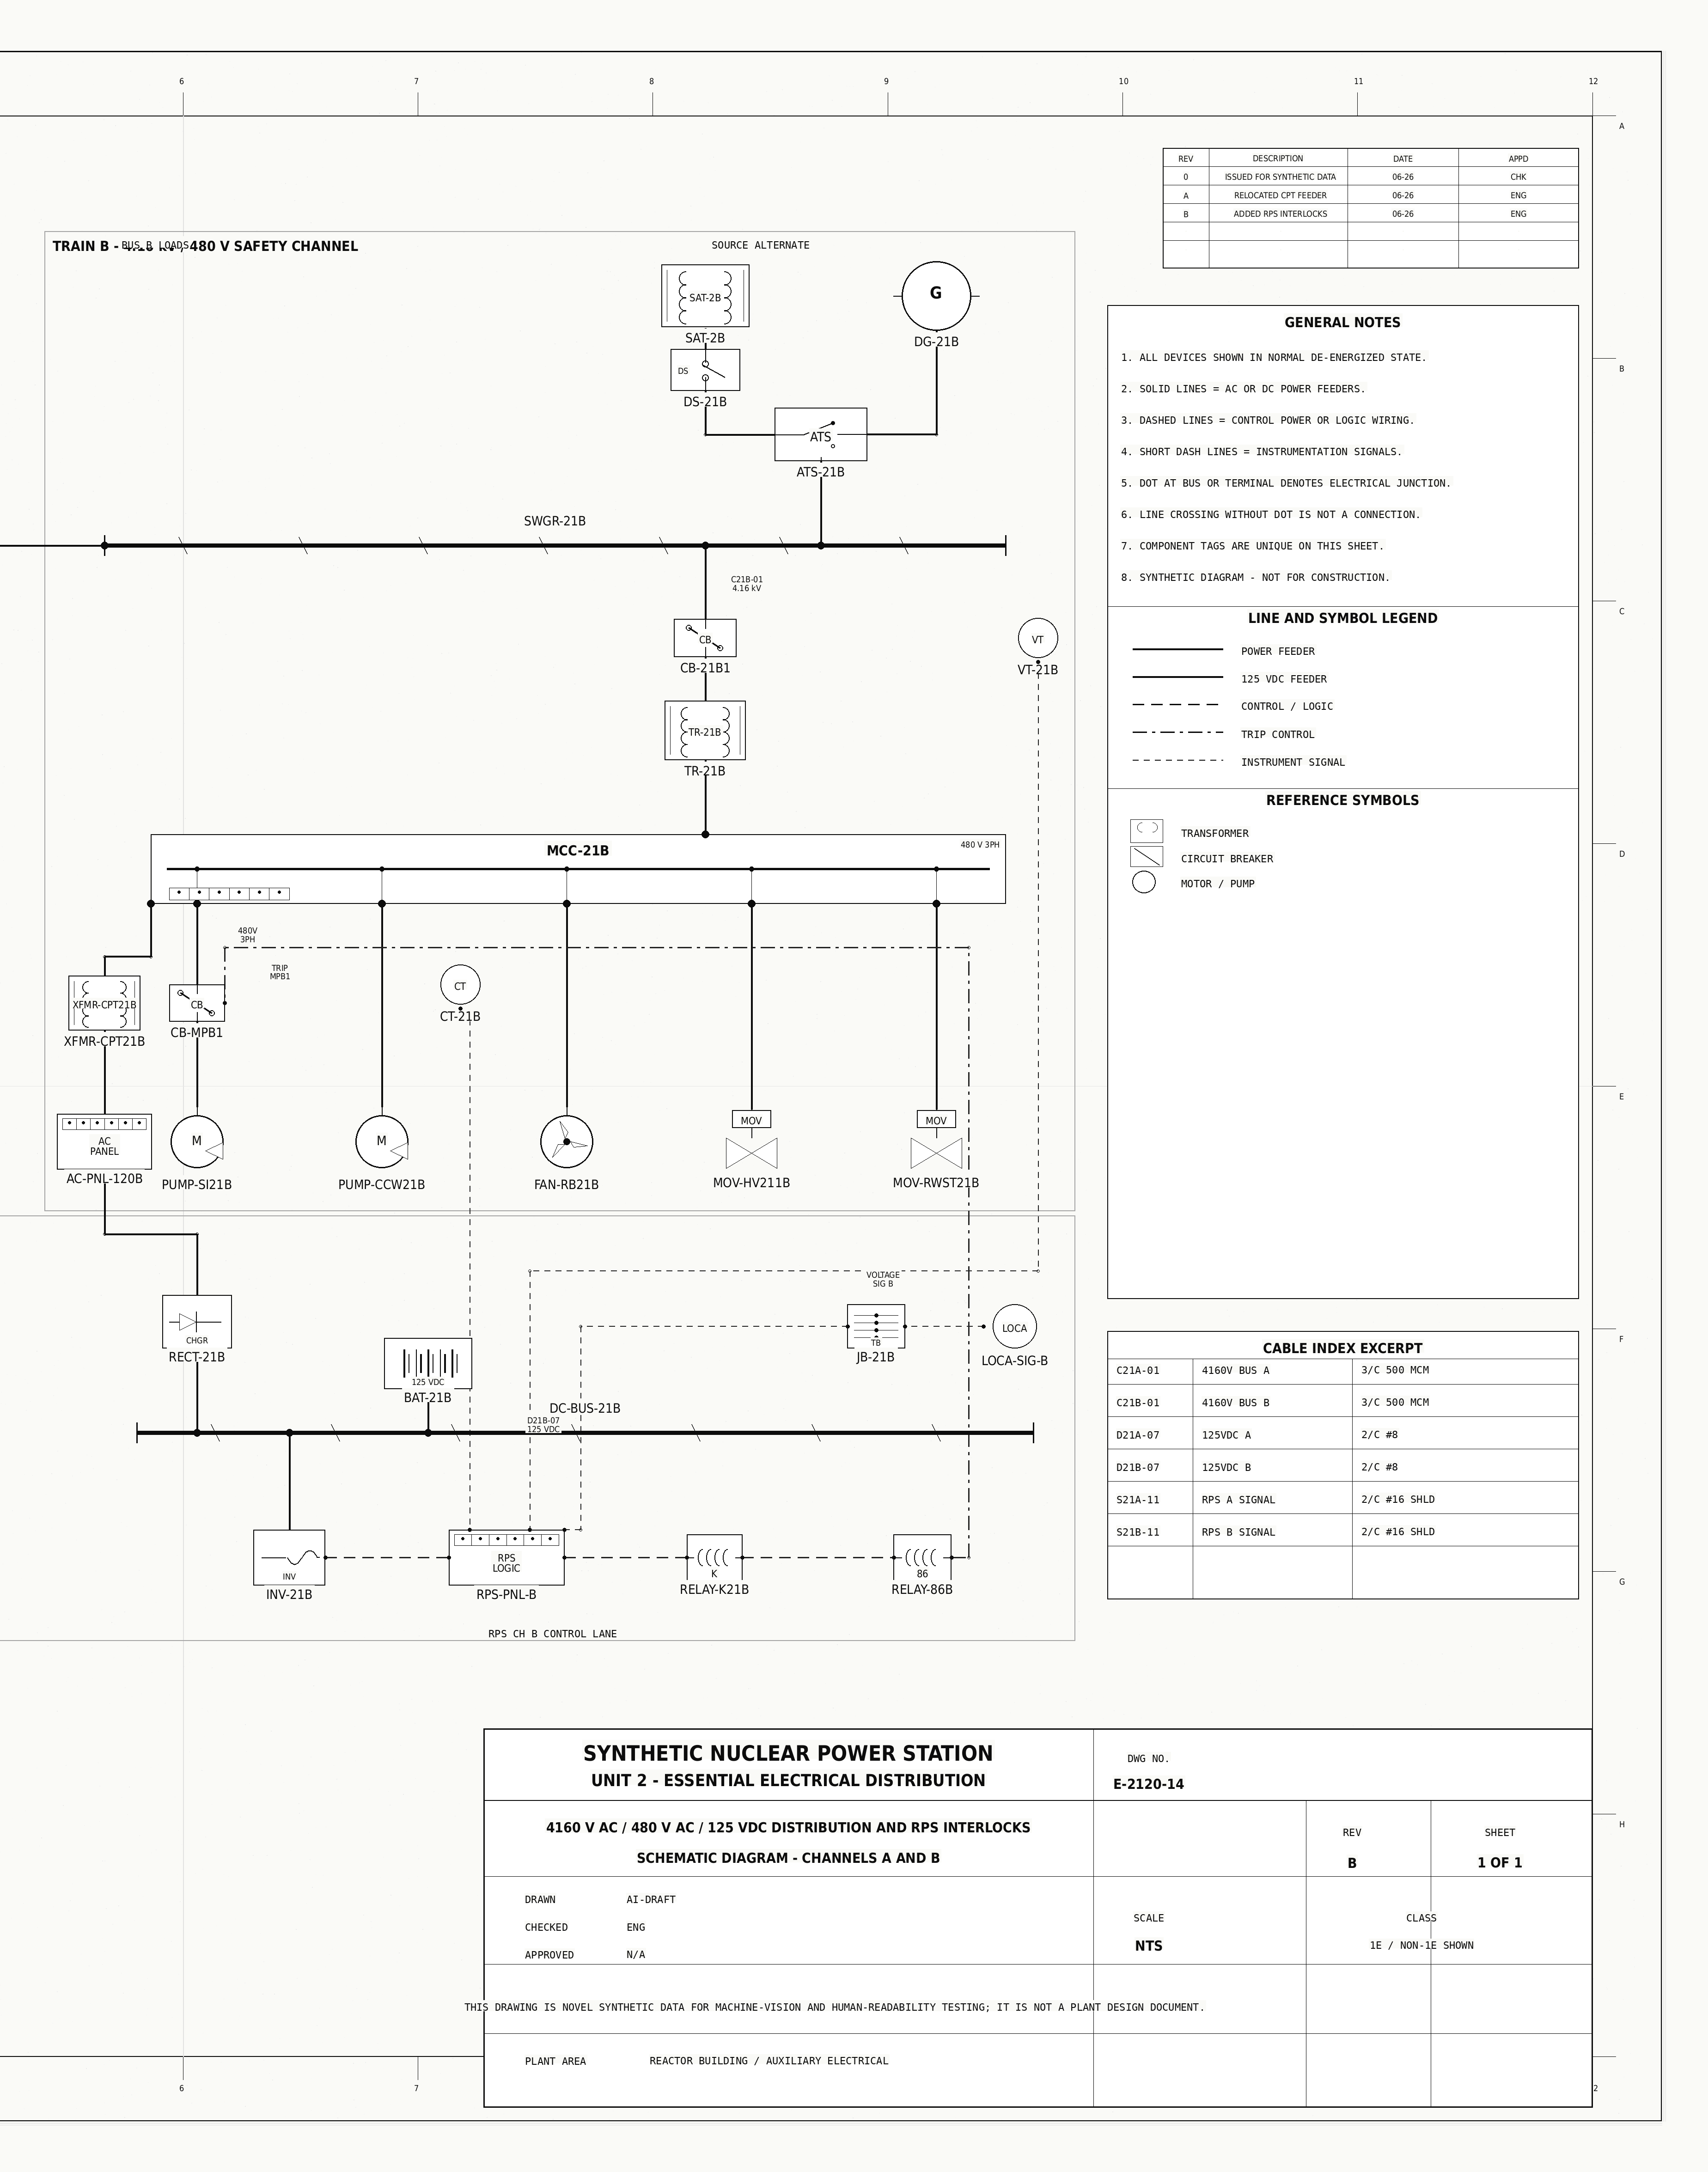 6 7 8 9 10 11 12
A
REV DESCRIPTION DATE APPD
0 ISSUED FOR SYNTHETIC DATA 06-26 CHK
A RELOCATED CPT FEEDER 06-26 ENG
B ADDED RPS INTERLOCKS 06-26 ENG
TRAIN B - 480 V SAFETY CHANNEL
BUS B LOADS
SOURCE ALTERNATE
SAT-2B
SAT-2B
G
DG-21B
DS
DS-21B
ATS
ATS-21B
SWGR-21B
C21B-01
4.16 kV
CB
CB-21B1
VT
VT-21B
TR-21B
TR-21B
MCC-21B
480 V 3PH
480V
3PH
TRIP
MPB1
XFMR-CPT21B
XFMR-CPT21B
CB
CB-MPB1
CT
CT-21B
AC
PANEL
AC-PNL-120B
M
PUMP-SI21B
M
PUMP-CCW21B
FAN-RB21B
MOV
MOV-HV211B
MOV
MOV-RWST21B
VOLTAGE
SIG B
CHGR
RECT-21B
125 VDC
BAT-21B
TB
JB-21B
LOCA
LOCA-SIG-B
DC-BUS-21B
D21B-07
125 VDC
INV
INV-21B
RPS
LOGIC
RPS-PNL-B
K
RELAY-K21B
86
RELAY-86B
RPS CH B CONTROL LANE
GENERAL NOTES
1. ALL DEVICES SHOWN IN NORMAL DE-ENERGIZED STATE.
2. SOLID LINES = AC OR DC POWER FEEDERS.
3. DASHED LINES = CONTROL POWER OR LOGIC WIRING.
4. SHORT DASH LINES = INSTRUMENTATION SIGNALS.
5. DOT AT BUS OR TERMINAL DENOTES ELECTRICAL JUNCTION.
6. LINE CROSSING WITHOUT DOT IS NOT A CONNECTION.
7. COMPONENT TAGS ARE UNIQUE ON THIS SHEET.
8. SYNTHETIC DIAGRAM - NOT FOR CONSTRUCTION.
LINE AND SYMBOL LEGEND
POWER FEEDER
125 VDC FEEDER
CONTROL / LOGIC
TRIP CONTROL
INSTRUMENT SIGNAL
REFERENCE SYMBOLS
TRANSFORMER
CIRCUIT BREAKER
MOTOR / PUMP
CABLE INDEX EXCERPT
C21A-01 4160V BUS A 3/C 500 MCM
C21B-01 4160V BUS B 3/C 500 MCM
D21A-07 125VDC A 2/C #8
D21B-07 125VDC B 2/C #8
S21A-11 RPS A SIGNAL 2/C #16 SHLD
S21B-11 RPS B SIGNAL 2/C #16 SHLD
B
C
D
E
F
G
H
SYNTHETIC NUCLEAR POWER STATION
UNIT 2 - ESSENTIAL ELECTRICAL DISTRIBUTION
DWG NO.
E-2120-14
4160 V AC / 480 V AC / 125 VDC DISTRIBUTION AND RPS INTERLOCKS
SCHEMATIC DIAGRAM - CHANNELS A AND B
REV
B
SHEET
1 OF 1
DRAWN AI-DRAFT
CHECKED ENG
APPROVED N/A
SCALE
NTS
CLASS
1E / NON-1E SHOWN
THIS DRAWING IS NOVEL SYNTHETIC DATA FOR MACHINE-VISION AND HUMAN-READABILITY TESTING; IT IS NOT A PLANT DESIGN DOCUMENT.
PLANT AREA REACTOR BUILDING / AUXILIARY ELECTRICAL
6 7 2